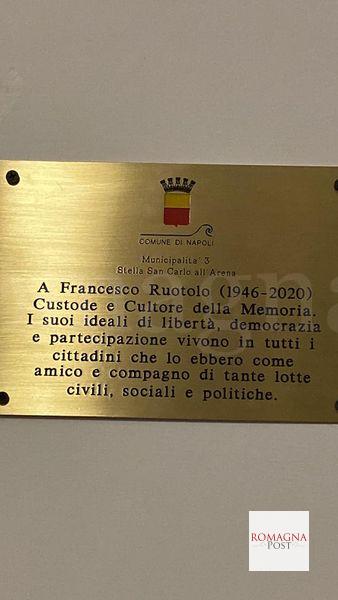 COMUNE DI NAPOLI
Municipalita' 3
Stella San Carlo all'Arena
A Francesco Ruotolo (1946-2020)
Custode e Cultore della Memoria.
I suoi ideali di libertà, democrazia
e partecipazione vivono in tutti i
cittadini che lo ebbero come
amico e compagno di tante lotte
civili, sociali e politiche.
ROMAGNA
POST